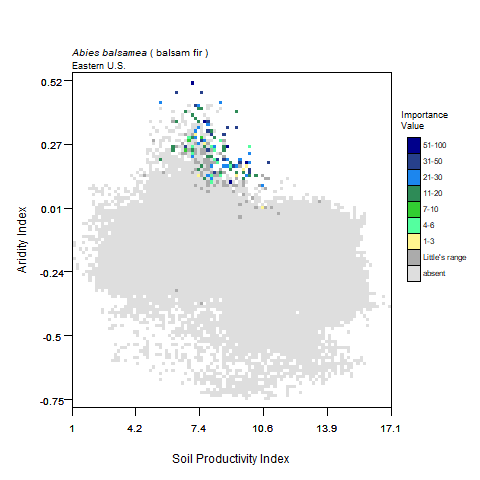 Abies balsamea ( balsam fir )
Eastern U.S.
0.52
0.27
0.01
-0.24
-0.5
-0.75
Aridity Index
1 4.2 7.4 10.6 13.9 17.1
Soil Productivity Index
Importance
Value
51-100
31-50
21-30
11-20
7-10
4-6
1-3
Little's range
absent